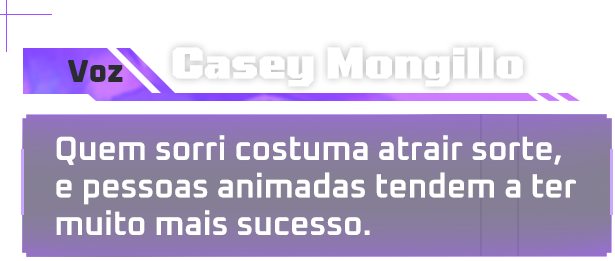 Voz Casey Mongillo
Quem sorri costuma atrair sorte,
e pessoas animadas tendem a ter
muito mais sucesso.